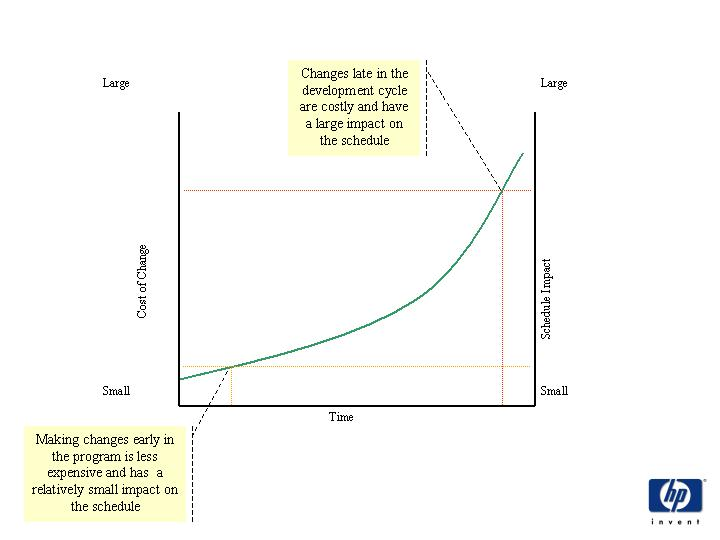 Changes late in the
development cycle
are costly and have
a large impact on
the schedule
Large
Large
Cost of Change
Schedule Impact
Small
Small
Time
Making changes early in
the program is less
expensive and has a
relatively small impact on
the schedule
hp
invent